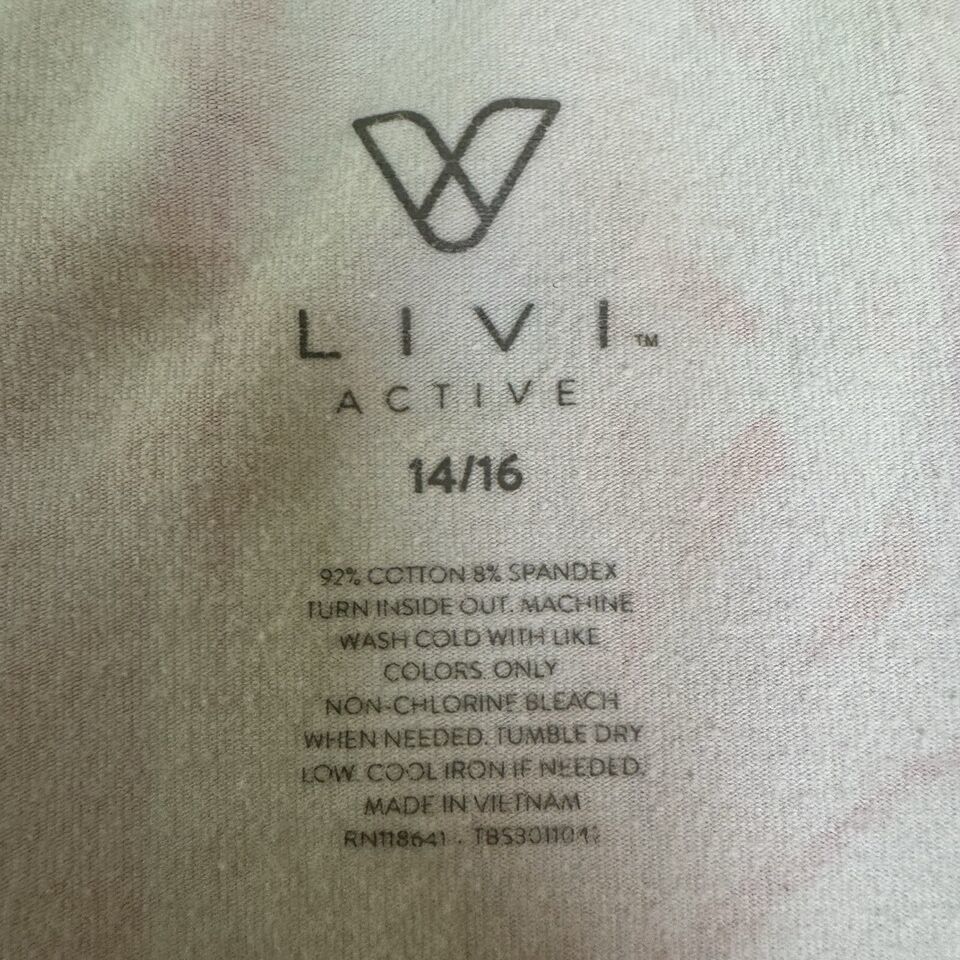 LIVI™
ACTIVE
14/16
92% COTTON 8% SPANDEX
TURN INSIDE OUT. MACHINE
WASH COLD WITH LIKE
COLORS. ONLY
NON-CHLORINE BLEACH
WHEN NEEDED. TUMBLE DRY
LOW. COOL IRON IF NEEDED.
MADE IN VIETNAM
RN118641 .